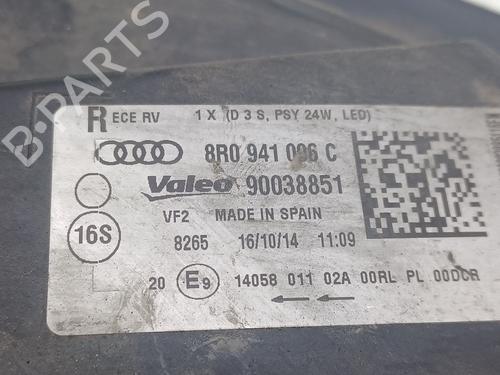 R ECE RV 1 X (D 3 S, PSY 24W, LED)
8R0 941 006 C
Valeo 90038851
VF2 MADE IN SPAIN
16S
8265 16/10/14 11:09
20 E9 14058 011 02A 00RL PL 00DCR
B-PARTS